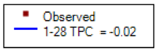 Observed
1-28 TPC = -0.02